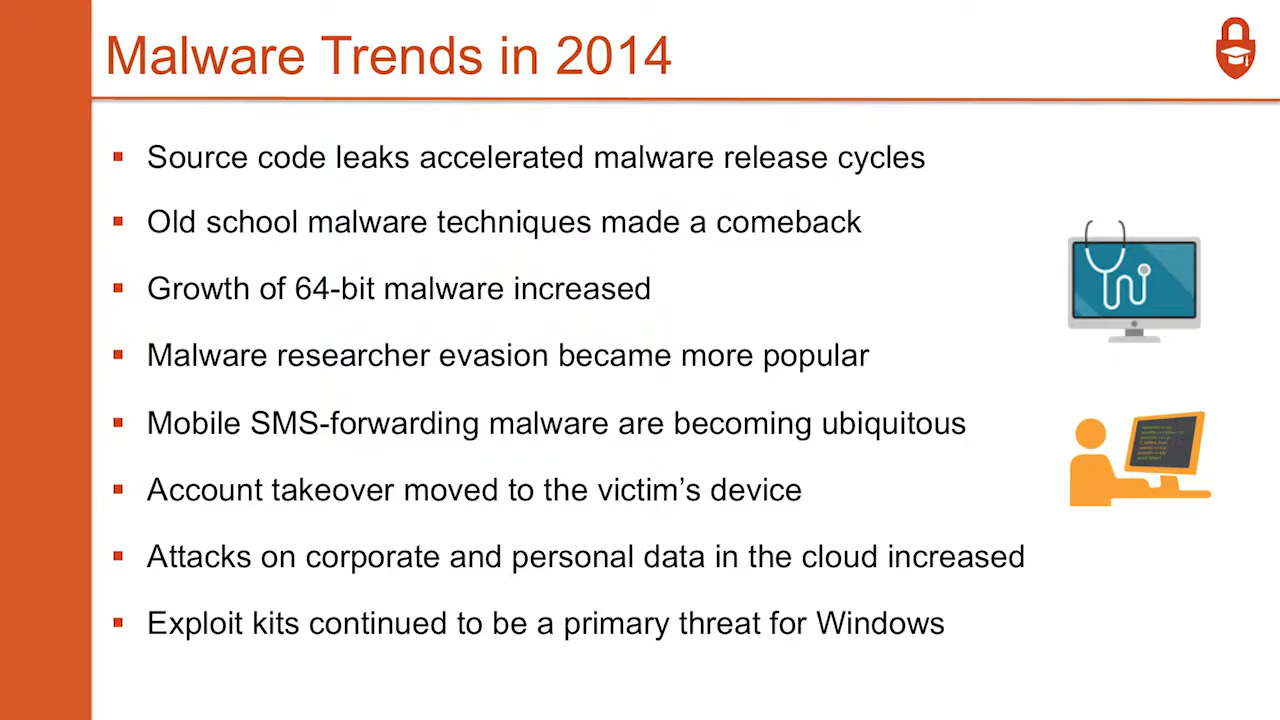 Malware Trends in 2014
Source code leaks accelerated malware release cycles
Old school malware techniques made a comeback
Growth of 64-bit malware increased
Malware researcher evasion became more popular
Mobile SMS-forwarding malware are becoming ubiquitous
Account takeover moved to the victim’s device
Attacks on corporate and personal data in the cloud increased
Exploit kits continued to be a primary threat for Windows